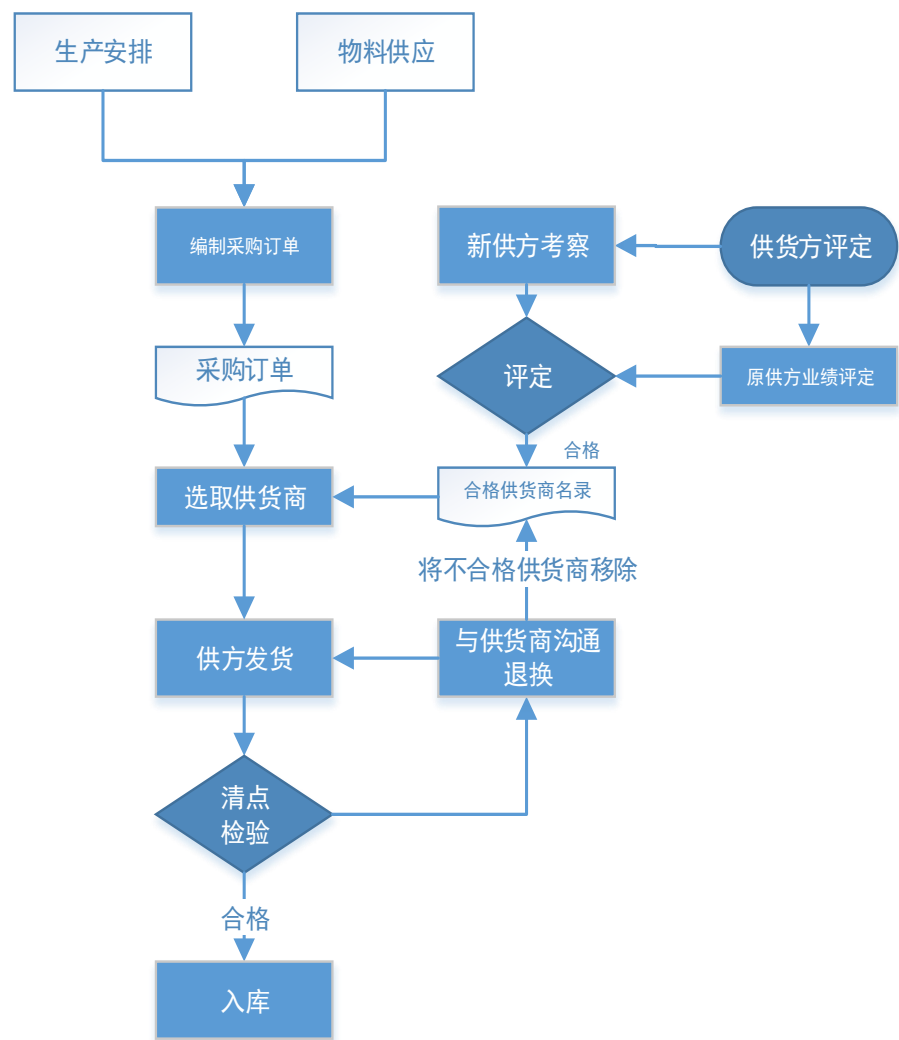 生产安排
物料供应
编制采购订单
新供方考察
供货方评定
采购订单
评定
原供方业绩评定
合格
选取供货商
合格供货商名录
将不合格供货商移除
供方发货
与供货商沟通
退换
清点
检验
合格
入库